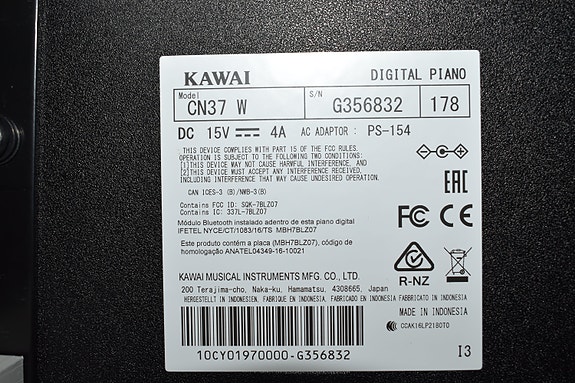 KAWAI DIGITAL PIANO
Model CN37 W S/N G356832 178
DC 15V 4A AC ADAPTOR : PS-154
THIS DEVICE COMPLIES WITH PART 15 OF THE FCC RULES.
OPERATION IS SUBJECT TO THE FOLLOWING TWO CONDITIONS:
(1)THIS DEVICE MAY NOT CAUSE HARMFUL INTERFERENCE, AND
(2)THIS DEVICE MUST ACCEPT ANY INTERFERENCE RECEIVED,
INCLUDING INTERFERENCE THAT MAY CAUSE UNDESIRED OPERATION.
CAN ICES-3 (B)/NMB-3(B)
EAC
Contains FCC ID: SQK-7BLZ07
Contains IC: 337L-7BLZ07
FC CE
Módulo Bluetooth instalado adentro de esta piano digital
IFETEL NYCE/CT/1083/16/TS MBH7BLZ07
Este produto contém a placa (MBH7BLZ07), código de
homologação ANATEL04349-16-10021
R-NZ
KAWAI MUSICAL INSTRUMENTS MFG. CO., LTD.
200 Terajima-cho, Naka-ku, Hamamatsu, 4308665, Japan
HERGESTELLT IN INDONESIEN, FABRIQUE EN INDONESIE, FABRICADO EN INDONESIA FABBRICATO IN INDONESIA
MADE IN INDONESIA
CCAK16LP2180T0
10CY01970000-G356832
I3